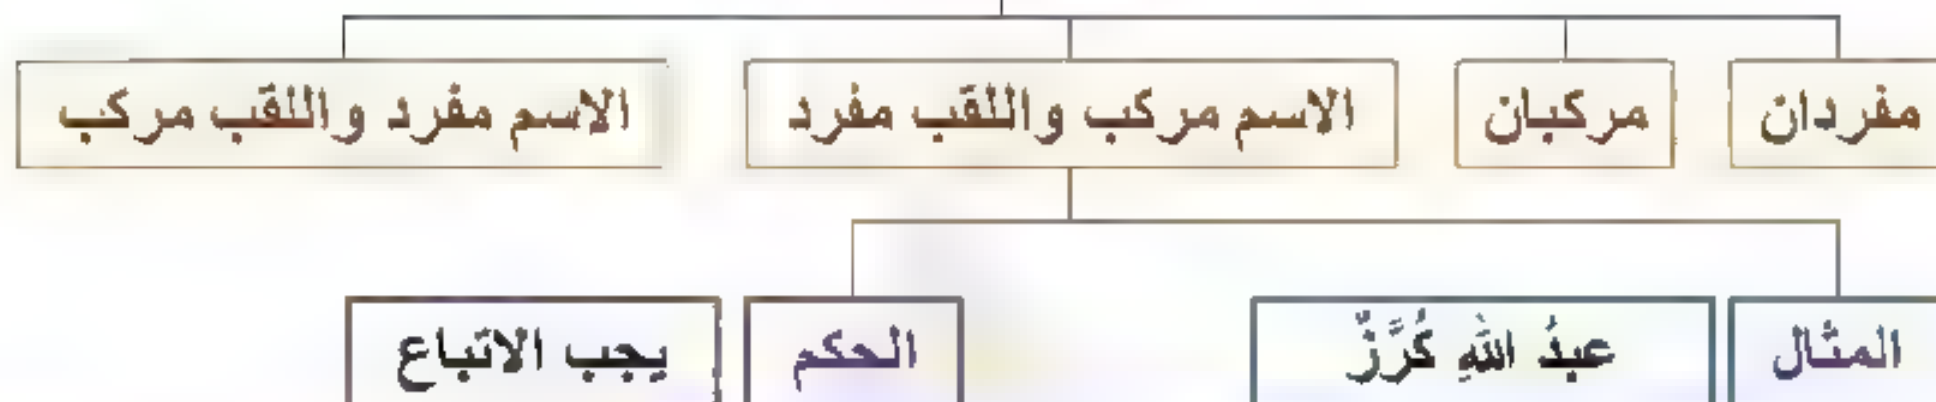 مفردان
مركبان
الاسم مركب واللقب مفرد
الاسم مفرد واللقب مركب
المثال
عبدُ اللهِ كُرَّزٌ
الحكم
يجب الاتباع